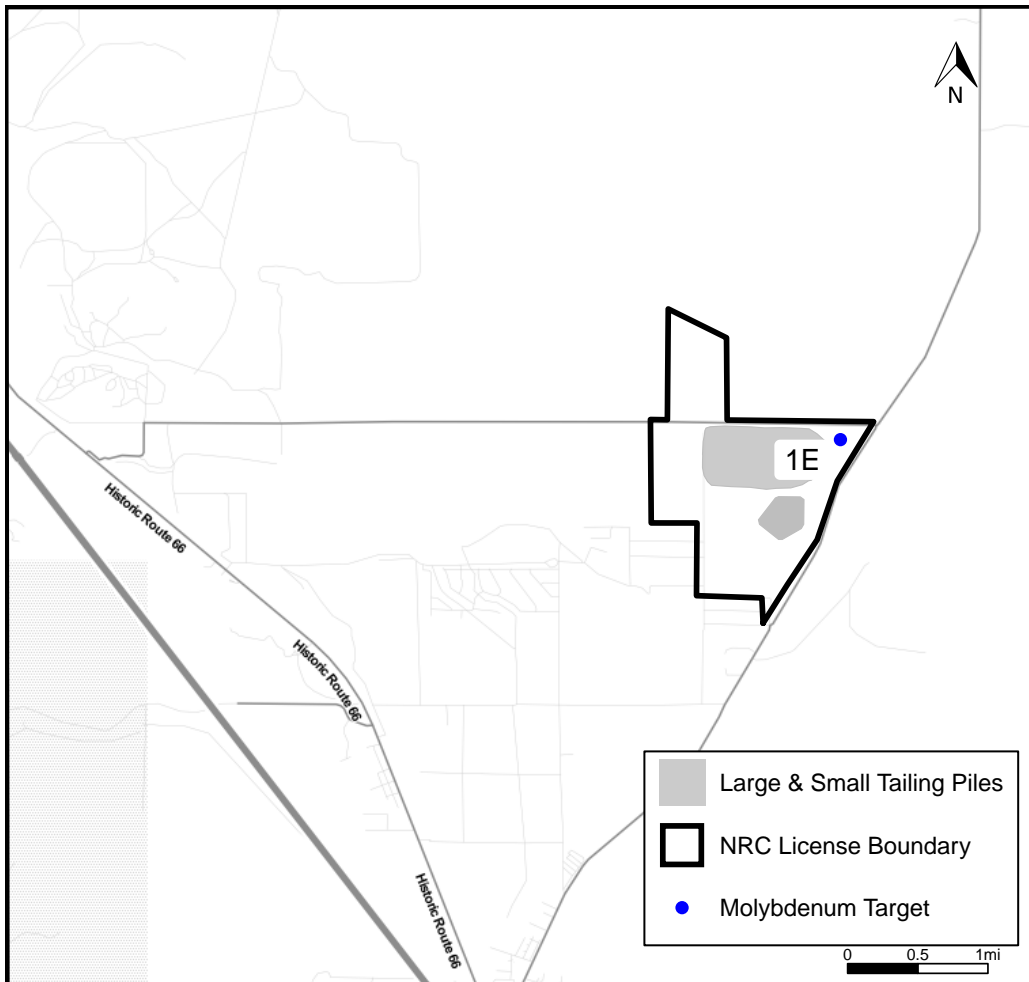 N
1E
Historic Route 66
Historic Route 66
Historic Route 66
Large & Small Tailing Piles
NRC License Boundary
Molybdenum Target
0 0.5 1mi